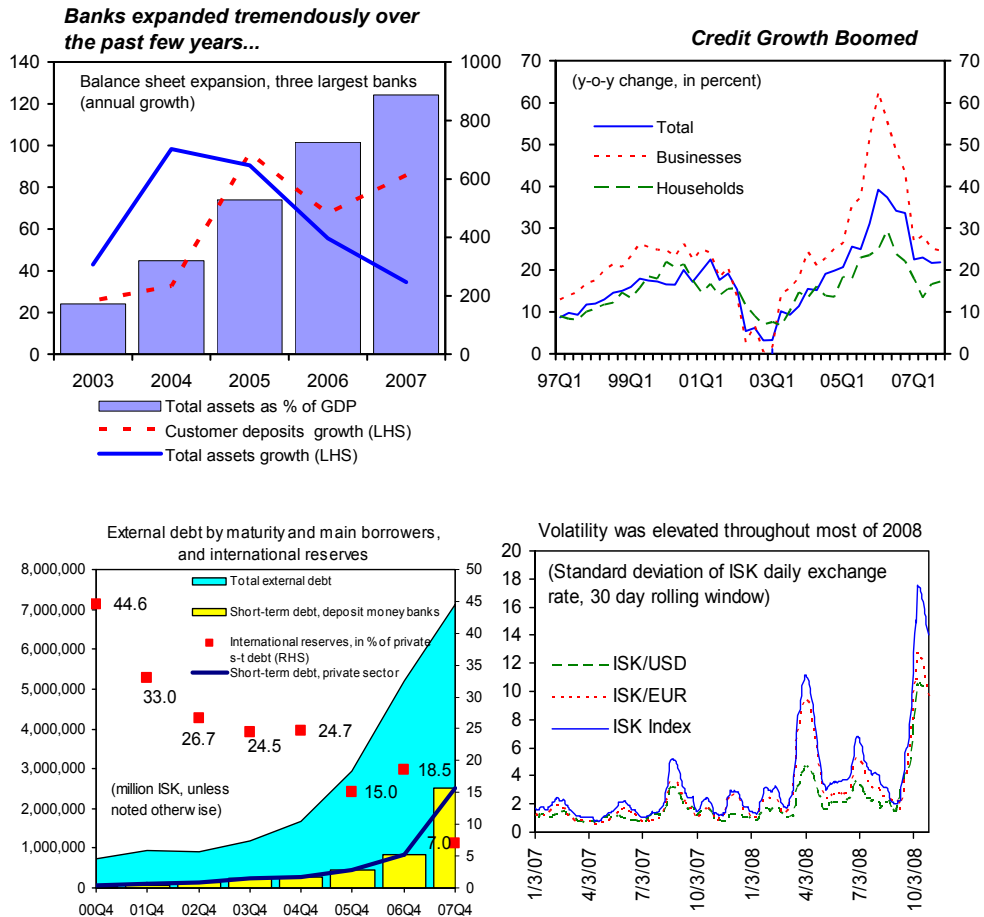 Banks expanded tremendously over
the past few years...
140
120
100
80
60
40
20
0
1000
800
600
400
200
0
Balance sheet expansion, three largest banks
(annual growth)
2003 2004 2005 2006 2007
Total assets as % of GDP
Customer deposits growth (LHS)
Total assets growth (LHS)
Credit Growth Boomed
70
60
50
40
30
20
10
0
70
60
50
40
30
20
10
0
(y-o-y change, in percent)
Total
Businesses
Households
97Q1 99Q1 01Q1 03Q1 05Q1 07Q1
External debt by maturity and main borrowers,
and international reserves
8,000,000
7,000,000
6,000,000
5,000,000
4,000,000
3,000,000
2,000,000
1,000,000
0
50
45
40
35
30
25
20
15
10
5
0
Total external debt
Short-term debt, deposit money banks
International reserves, in % of private
s-t debt (RHS)
Short-term debt, private sector
44.6
33.0
26.7
24.5
24.7
15.0
18.5
7.0
(million ISK, unless
noted otherwise)
00Q4 01Q4 02Q4 03Q4 04Q4 05Q4 06Q4 07Q4
Volatility was elevated throughout most of 2008
20
18
16
14
12
10
8
6
4
2
0
(Standard deviation of ISK daily exchange
rate, 30 day rolling window)
ISK/USD
ISK/EUR
ISK Index
1/3/07
4/3/07
7/3/07
10/3/07
1/3/08
4/3/08
7/3/08
10/3/08